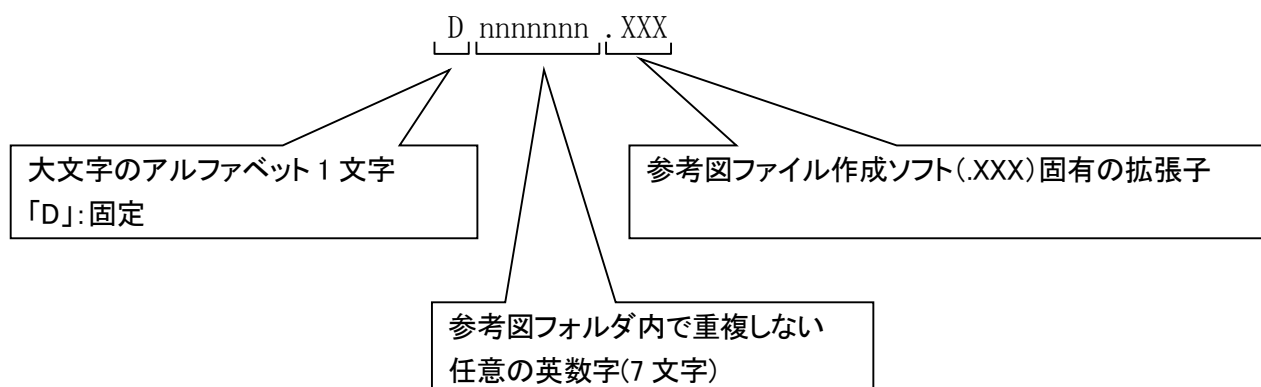 D nnnnnnn .XXX
大文字のアルファベット 1 文字
「D」:固定
参考図ファイル作成ソフト(.XXX)固有の拡張子
参考図フォルダ内で重複しない
任意の英数字(7 文字)